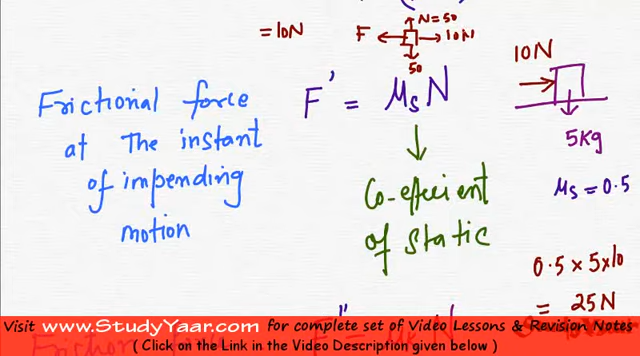 = 10N
N = 50
F
10N
50
10N
5kg
μs = 0.5
Frictional force
at The instant
of impending
motion
F' = μs N
Co-efficient
of static
0.5 x 5 x 10
= 25N
Visit www.StudyYaar.com for complete set of Video Lessons & Revision Notes
( Click on the Link in the Video Description given below )